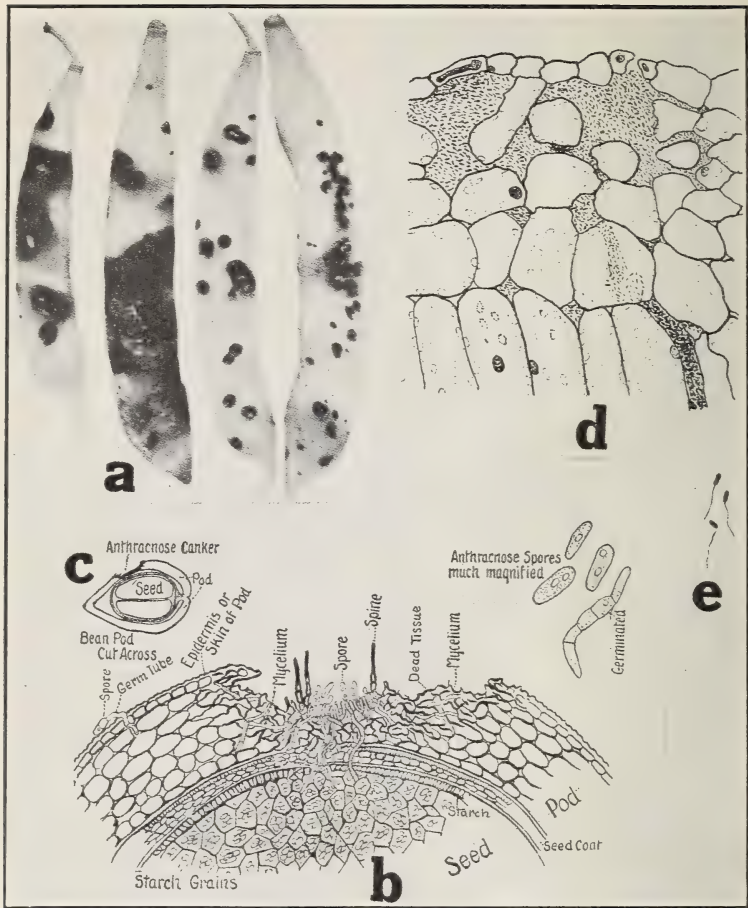 a
d
c
Anthracnose Canker
Seed
Pod
Bean Pod
Cut Across
Anthracnose Spores
much magnified
Germinated
e
Spore
Germ Tube
Epidermis or
Skin of Pod
Mycelium
Spore
Spine
Dead Tissue
Mycelium
Starch
Pod
Seed
Seed Coat
Starch Grains
b